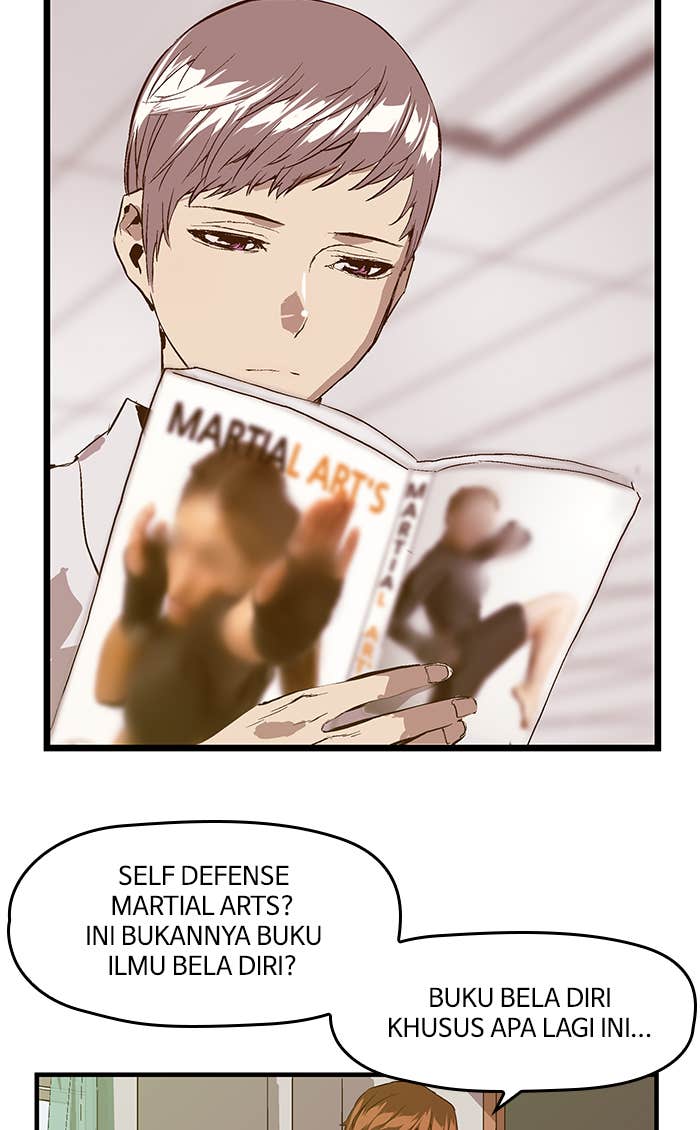 MARTIAL ART'S
MARTIAL ART
SELF DEFENSE
MARTIAL ARTS?
INI BUKANNYA BUKU
ILMU BELA DIRI?
BUKU BELA DIRI
KHUSUS APA LAGI INI...